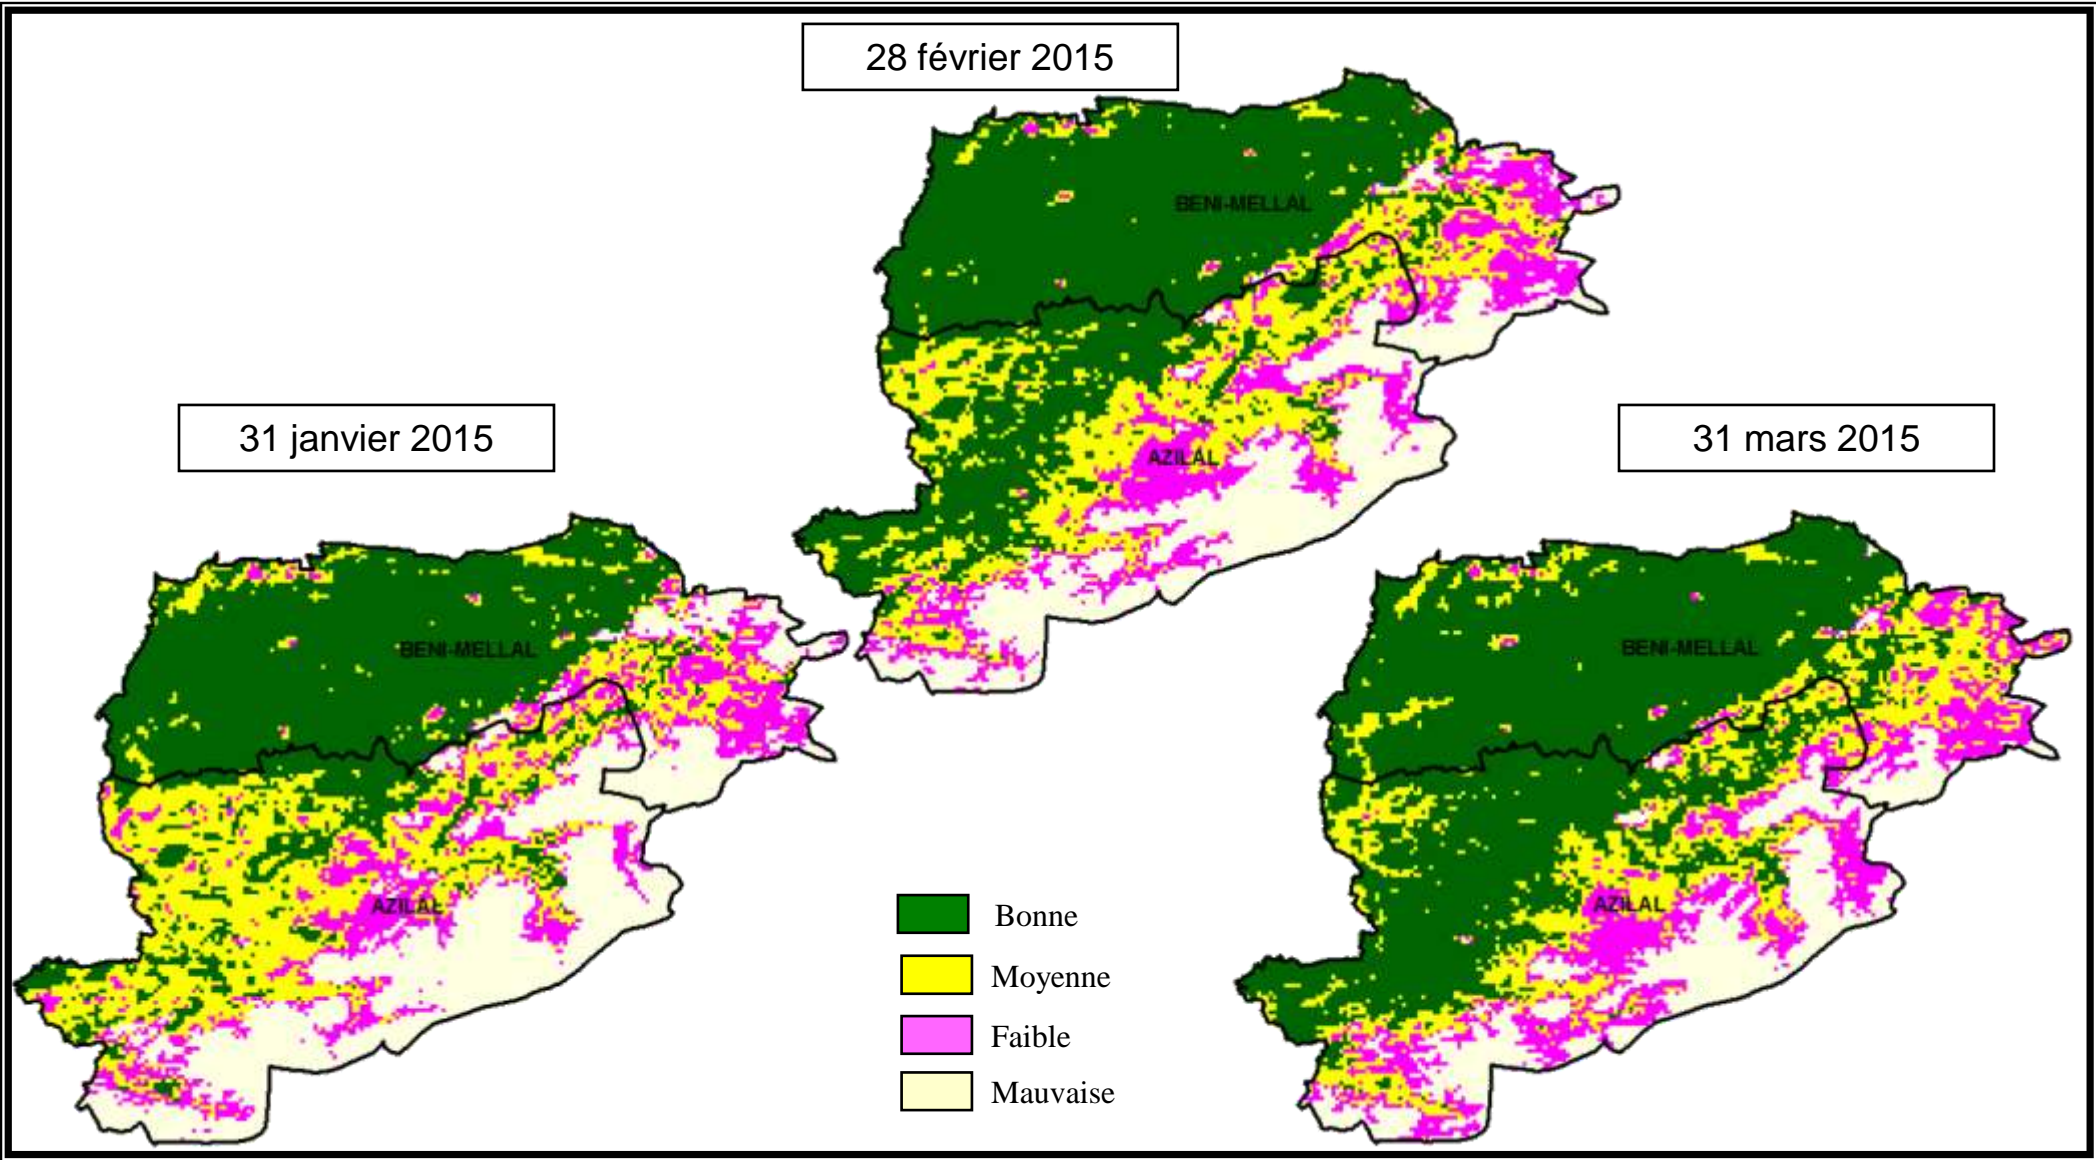 28 février 2015
BENI-MELLAL
AZILAL
31 janvier 2015
BENI-MELLAL
AZILAL
31 mars 2015
BENI-MELLAL
AZILAL
Bonne
Moyenne
Faible
Mauvaise